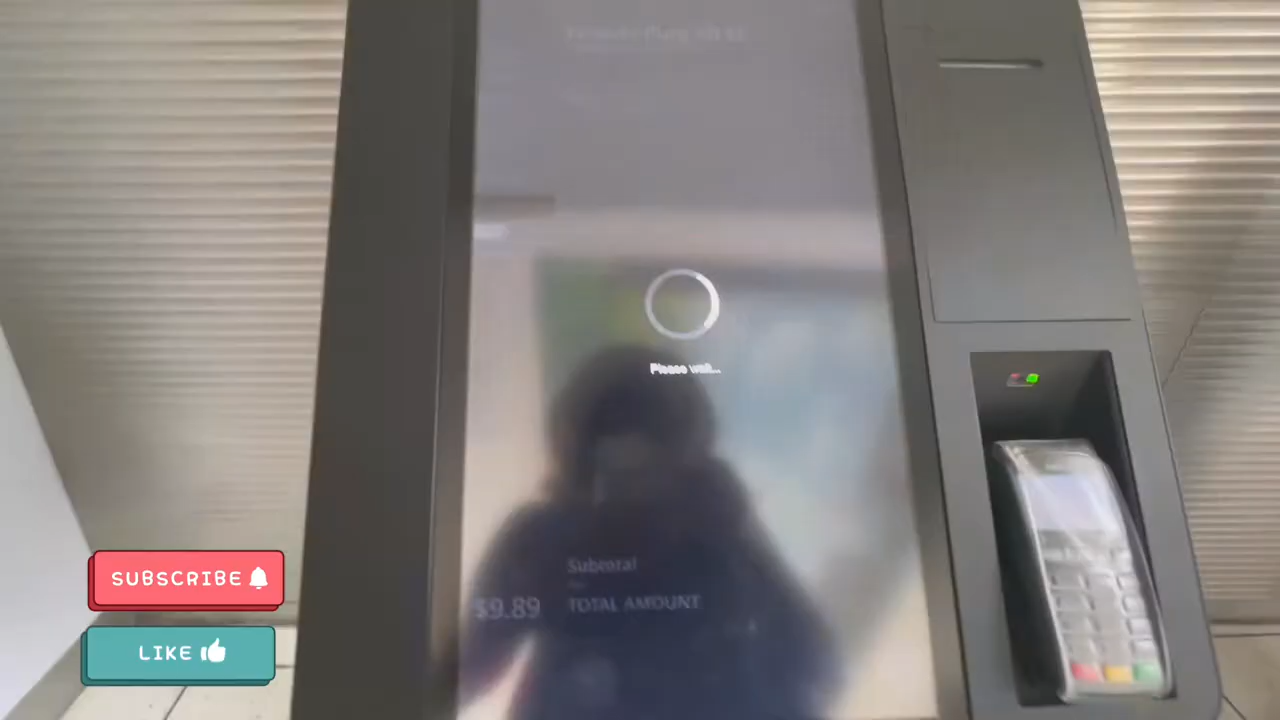 Please wait...
Subtotal
$9.89 TOTAL AMOUNT
SUBSCRIBE
LIKE